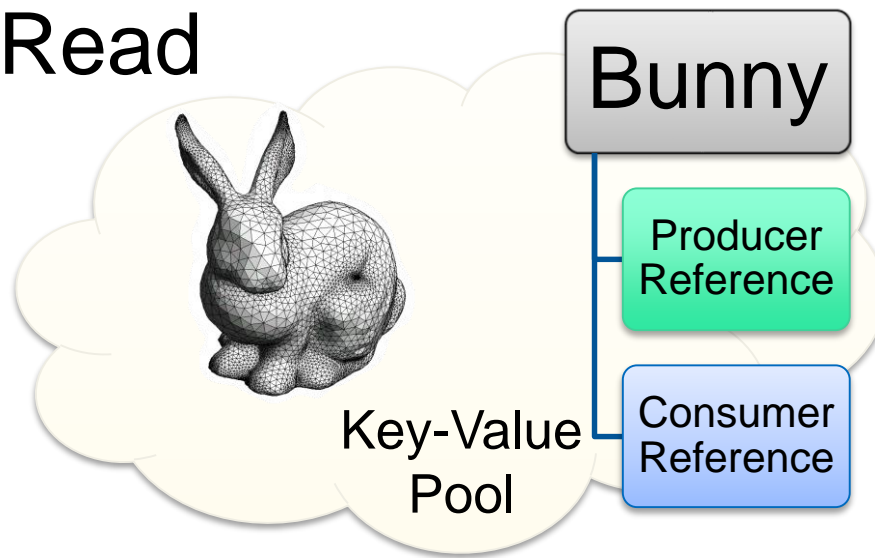 Read
Bunny
Producer
Reference
Consumer
Reference
Key-Value
Pool